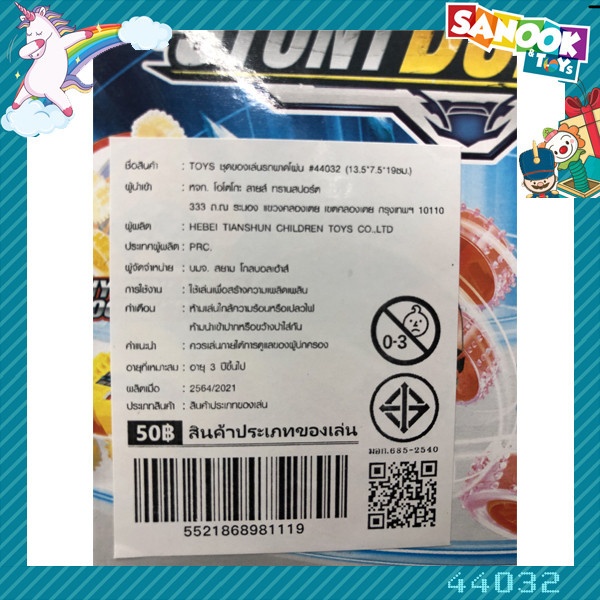 SANOOK
& TOYS
STUNT
ชื่อสินค้า : TOYS ชุดของเล่นรถผาดโผน #44032 (13.5*7.5*19ซม.)
ผู้นำเข้า : หจก. โอโตโกะ ลายส์ ทรานสปอร์ต
333 ถ.ณ ระนอง แขวงคลองเตย เขตคลองเตย กรุงเทพฯ 10110
ผู้ผลิต : HEBEI TIANSHUN CHILDREN TOYS CO.,LTD
ประเทศผู้ผลิต : PRC.
ผู้จัดจำหน่าย : บมจ. สยาม โกลบอลเฮ้าส์
การใช้งาน : ใช้เล่นเพื่อสร้างความเพลิดเพลิน
คำเตือน : ห้ามเล่นใกล้ความร้อนหรือเปลวไฟ
ห้ามนำเข้าปากหรือขว้างปาใส่กัน
คำแนะนำ : ควรเล่นภายใต้การดูแลของผู้ปกครอง
อายุที่เหมาะสม : อายุ 3 ปีขึ้นไป
ผลิตเมื่อ : 2564/2021
ประเภทสินค้า : สินค้าประเภทของเล่น
0-3
50฿ สินค้าประเภทของเล่น
มอก.685-2540
5521868981119
44032